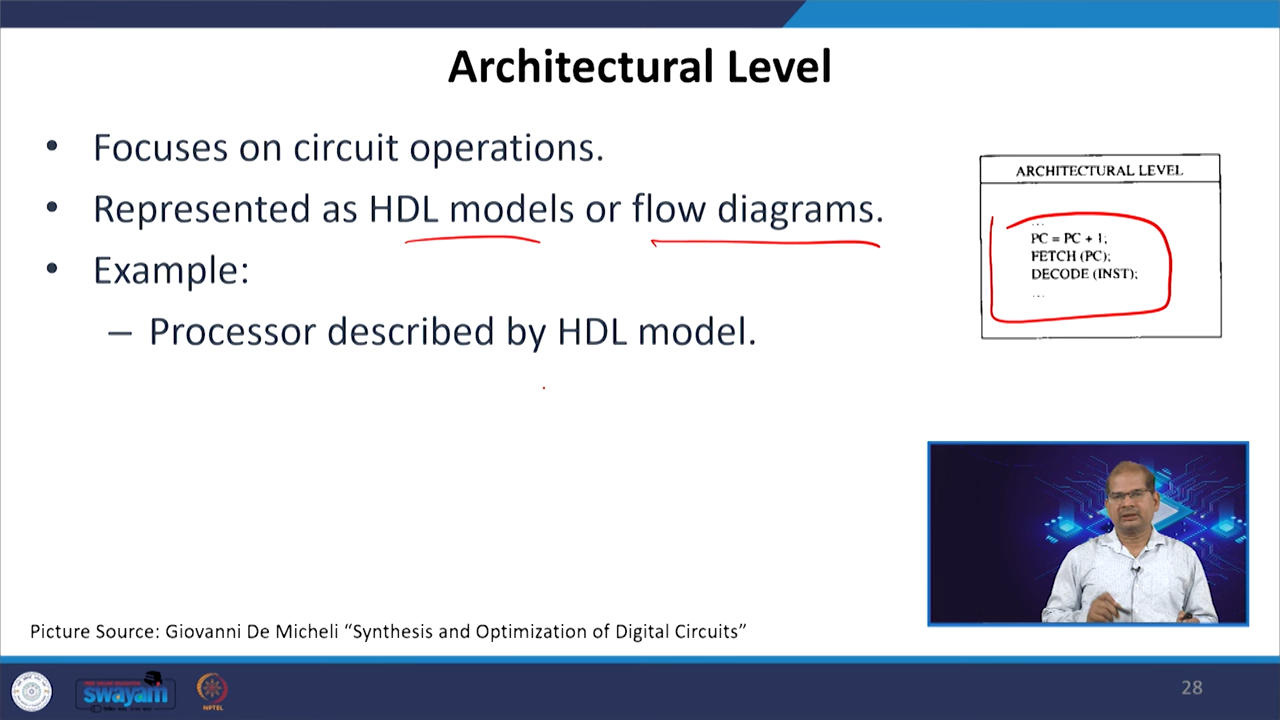 Architectural Level
• Focuses on circuit operations.
• Represented as HDL models or flow diagrams.
• Example:
– Processor described by HDL model.
ARCHITECTURAL LEVEL
...
PC = PC + 1;
FETCH (PC);
DECODE (INST);
...
Picture Source: Giovanni De Micheli “Synthesis and Optimization of Digital Circuits”
swayam
NPTEL
28